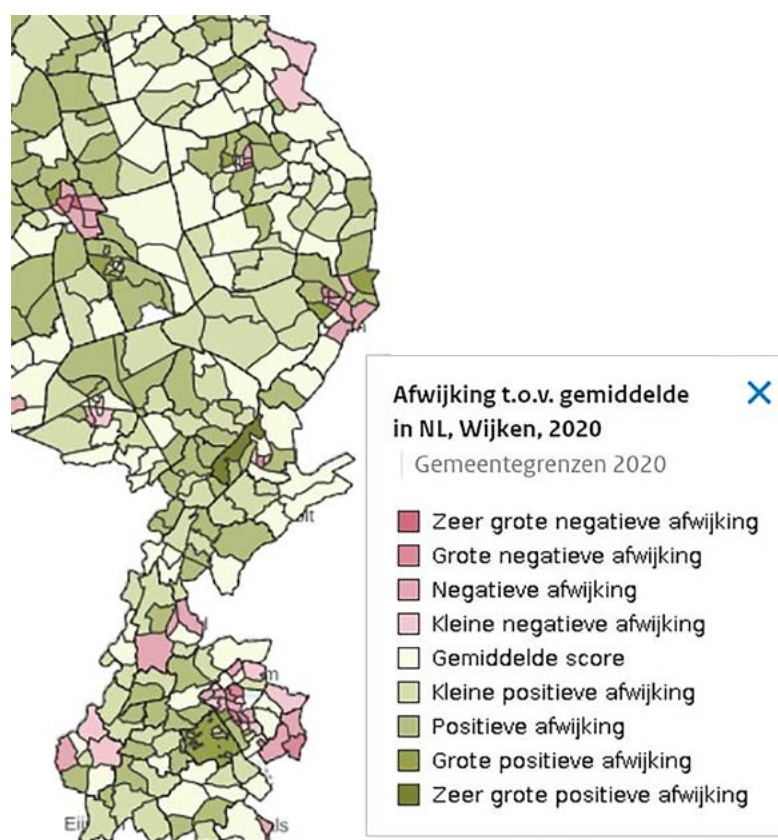 Afwijking t.o.v. gemiddelde
in NL, Wijken, 2020
Gemeentegrenzen 2020
Zeer grote negatieve afwijking
Grote negatieve afwijking
Negatieve afwijking
Kleine negatieve afwijking
Gemiddelde score
Kleine positieve afwijking
Positieve afwijking
Grote positieve afwijking
Zeer grote positieve afwijking